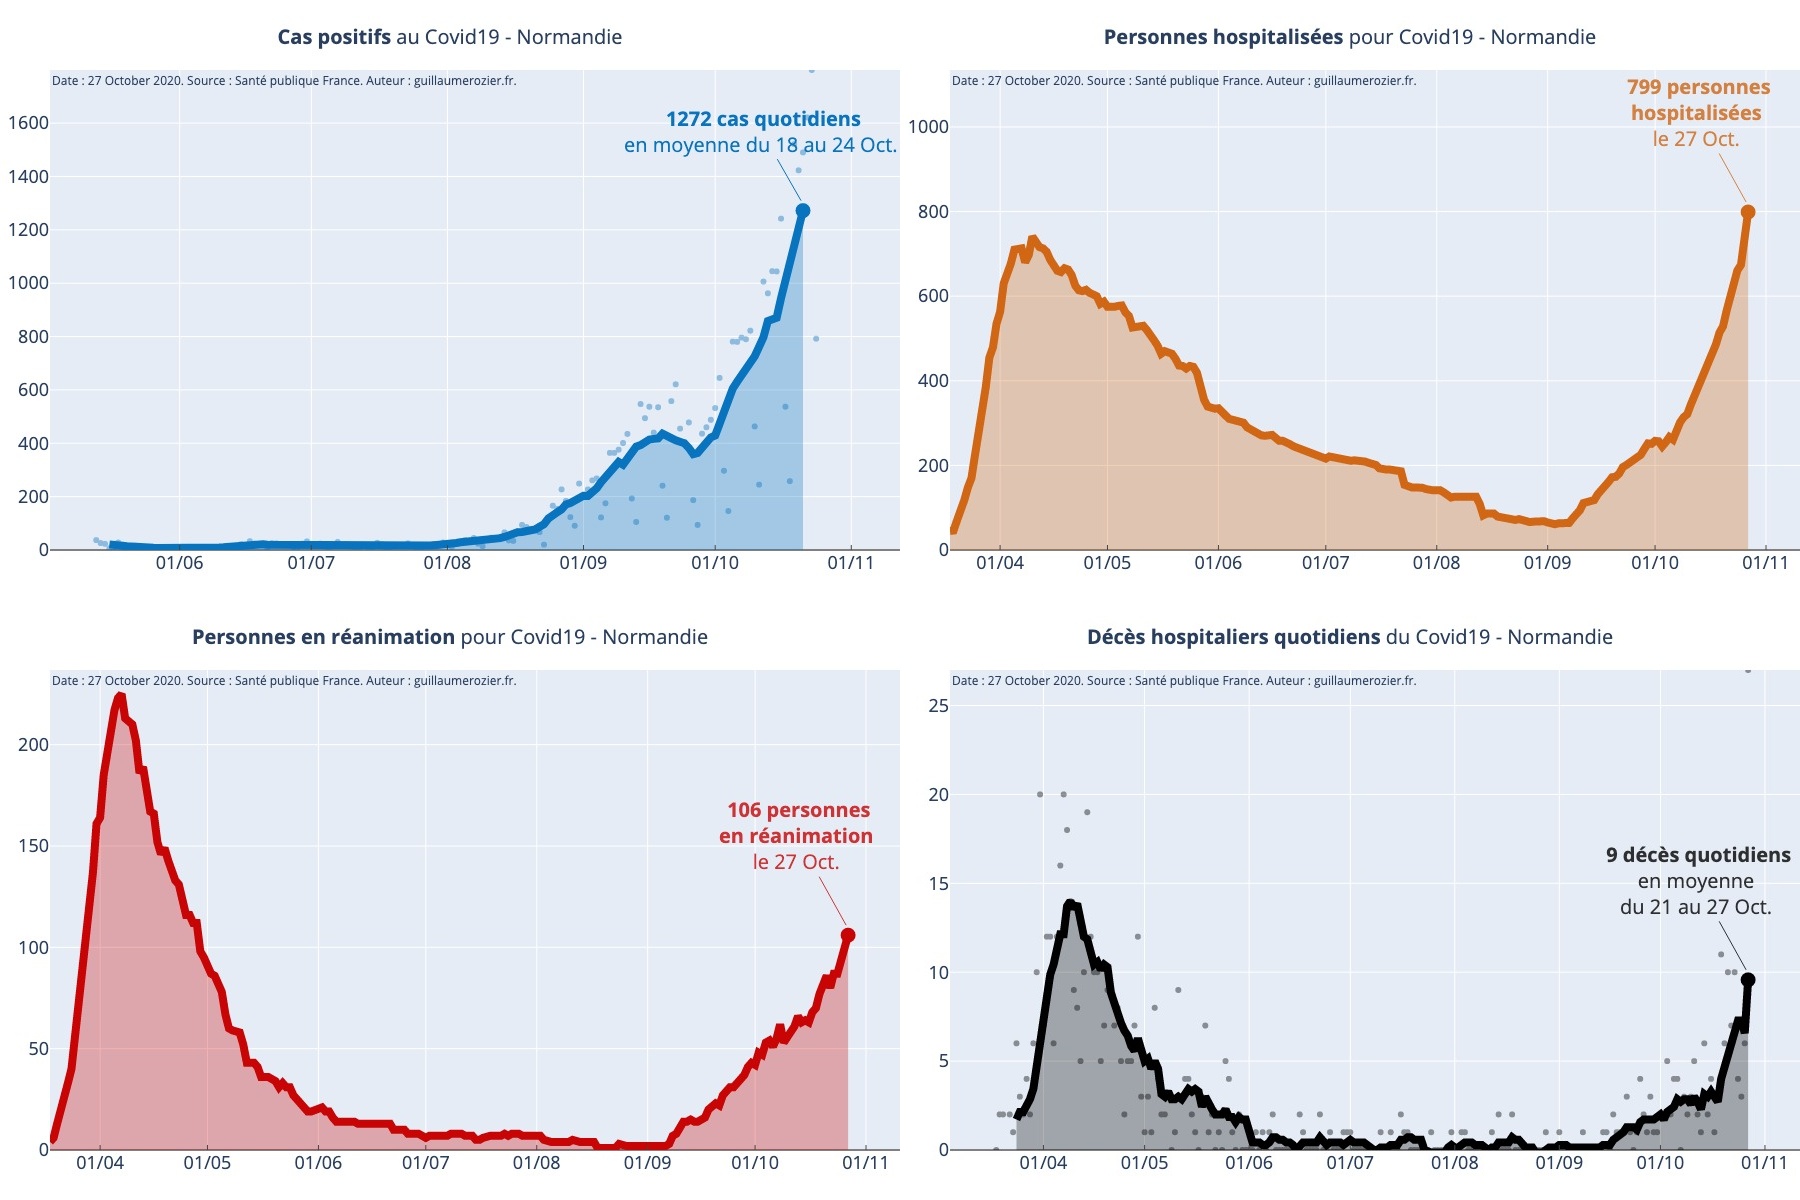 Cas positifs au Covid19 - Normandie
Date : 27 October 2020. Source : Santé publique France. Auteur : guillaumerozier.fr.
1272 cas quotidiens
en moyenne du 18 au 24 Oct.
1600
1400
1200
1000
800
600
400
200
0
01/06 01/07 01/08 01/09 01/10 01/11
Personnes hospitalisées pour Covid19 - Normandie
Date : 27 October 2020. Source : Santé publique France. Auteur : guillaumerozier.fr.
799 personnes
hospitalisées
le 27 Oct.
1000
800
600
400
200
0
01/04 01/05 01/06 01/07 01/08 01/09 01/10 01/11
Personnes en réanimation pour Covid19 - Normandie
Date : 27 October 2020. Source : Santé publique France. Auteur : guillaumerozier.fr.
106 personnes
en réanimation
le 27 Oct.
200
150
100
50
0
01/04 01/05 01/06 01/07 01/08 01/09 01/10 01/11
Décès hospitaliers quotidiens du Covid19 - Normandie
Date : 27 October 2020. Source : Santé publique France. Auteur : guillaumerozier.fr.
9 décès quotidiens
en moyenne
du 21 au 27 Oct.
25
20
15
10
5
0
01/04 01/05 01/06 01/07 01/08 01/09 01/10 01/11